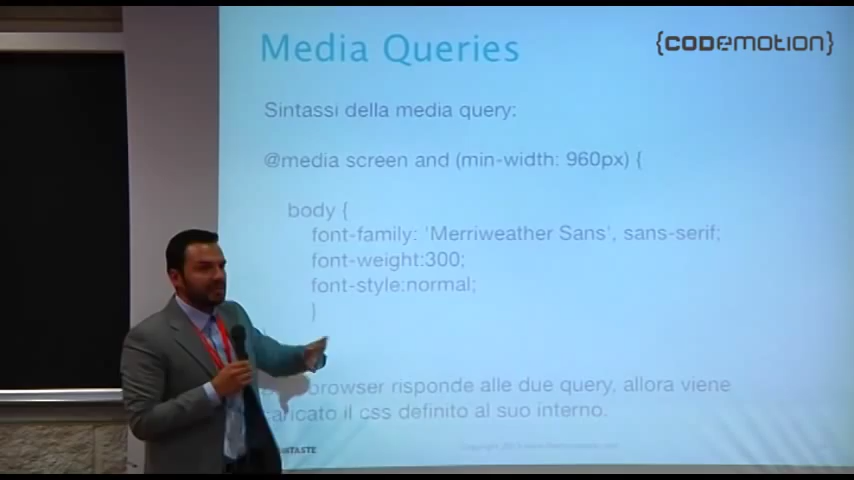 Media Queries
{CODEMOTION}
Sintassi della media query:
@media screen and (min-width: 960px) {
body {
font-family: 'Merriweather Sans', sans-serif;
font-weight:300;
font-style:normal;
}
browser risponde alle due query, allora viene
caricato il css definito al suo interno.